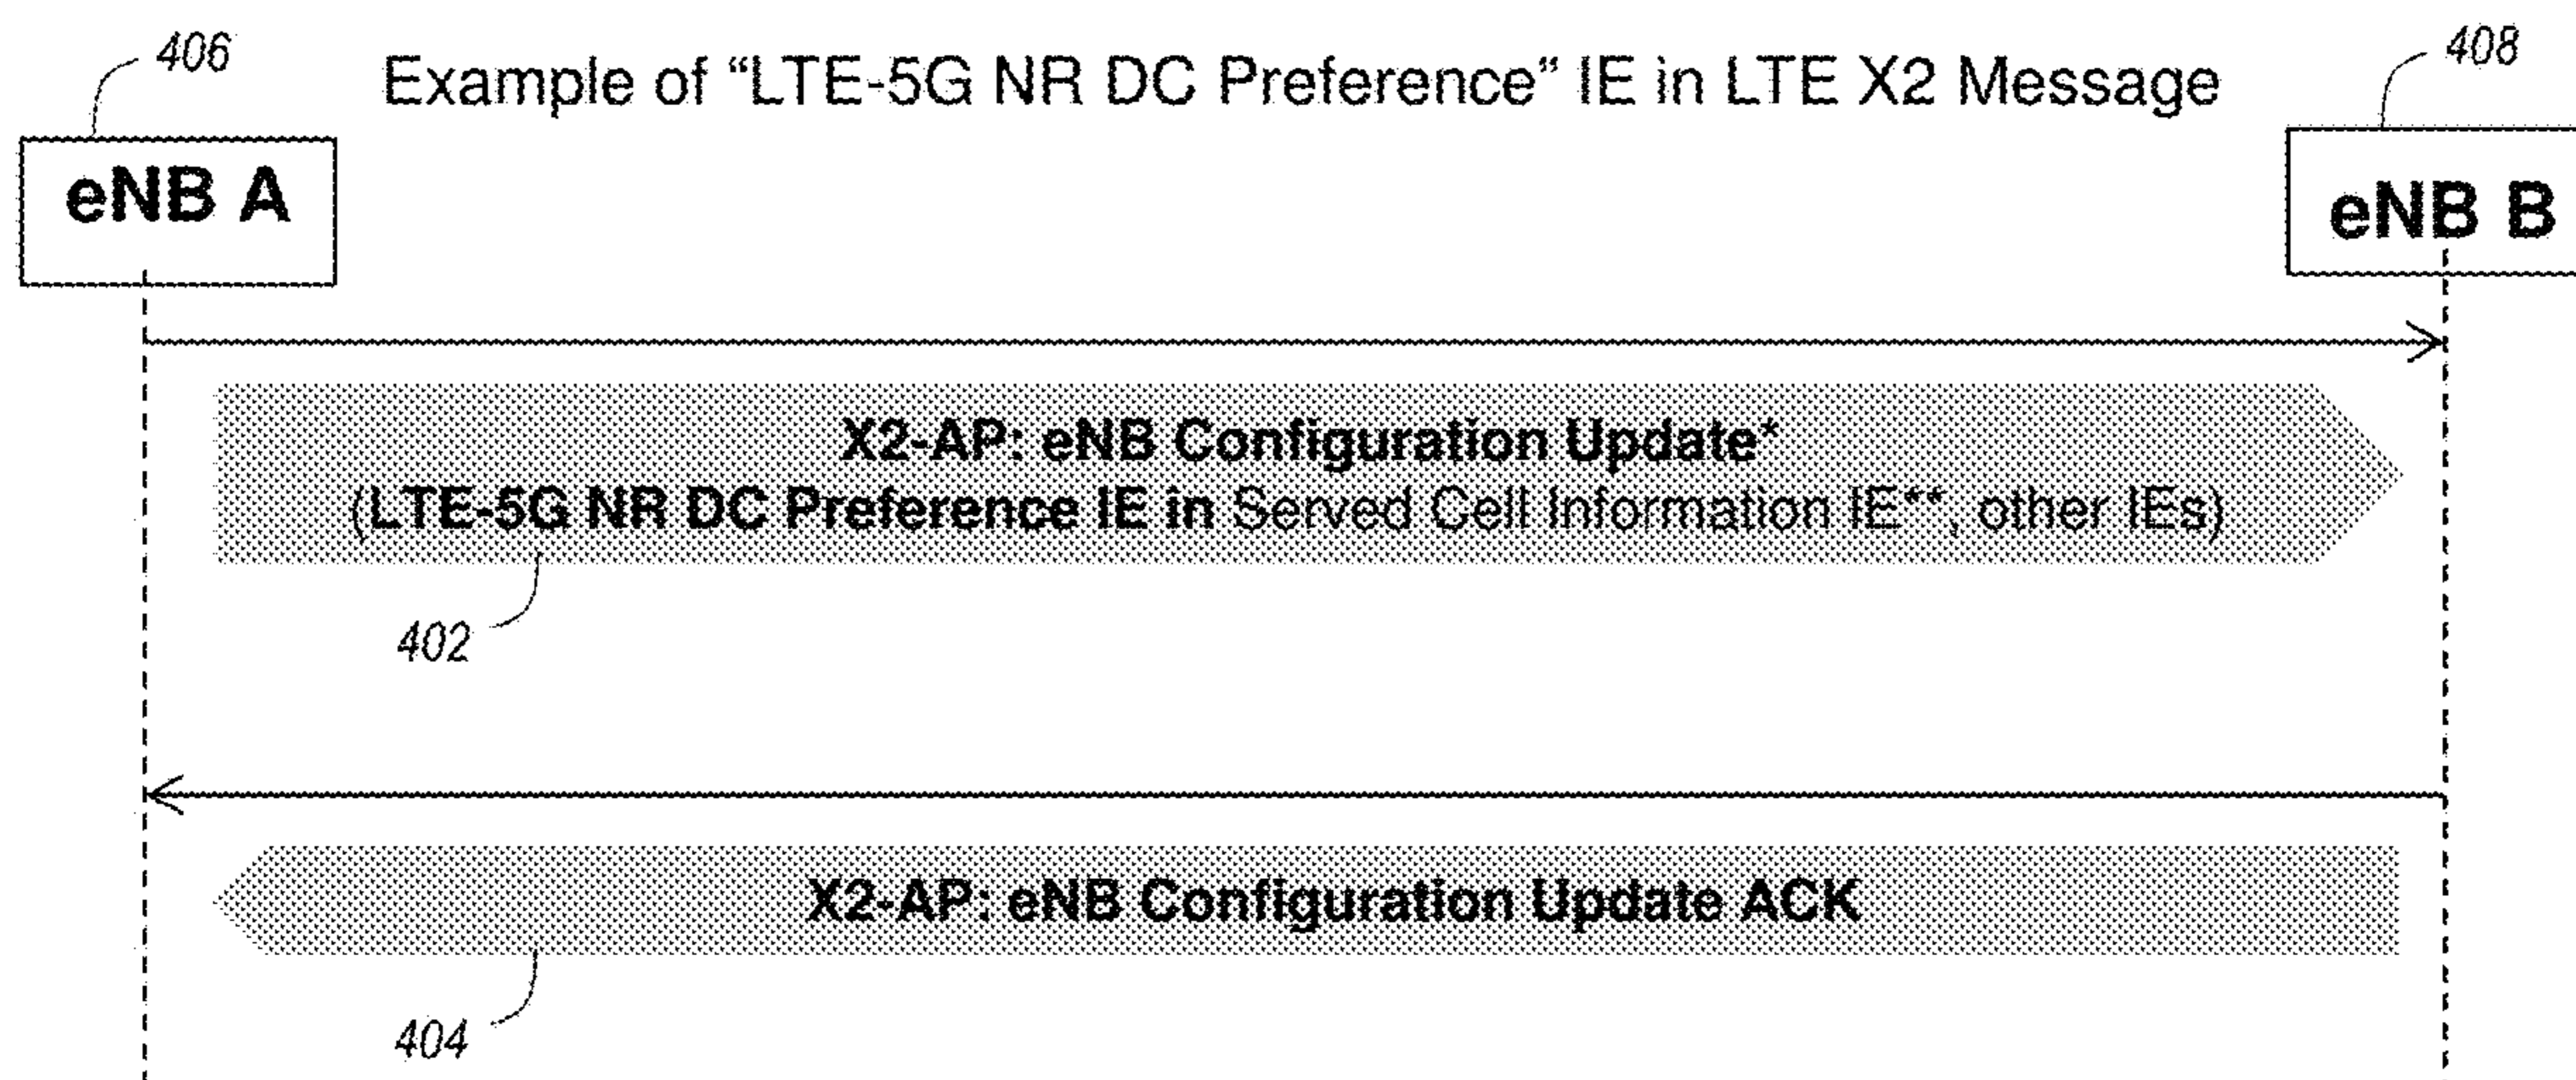 406
408
Example of “LTE-5G NR DC Preference“ IE in LTE X2 Message
eNB A
eNB B
X2-AP: eNB Configuration Update*
(LTE-5G NR DC Preference IE in Served Cell Information IE**, other IEs)
402
X2-AP: eNB Configuration Update ACK
404